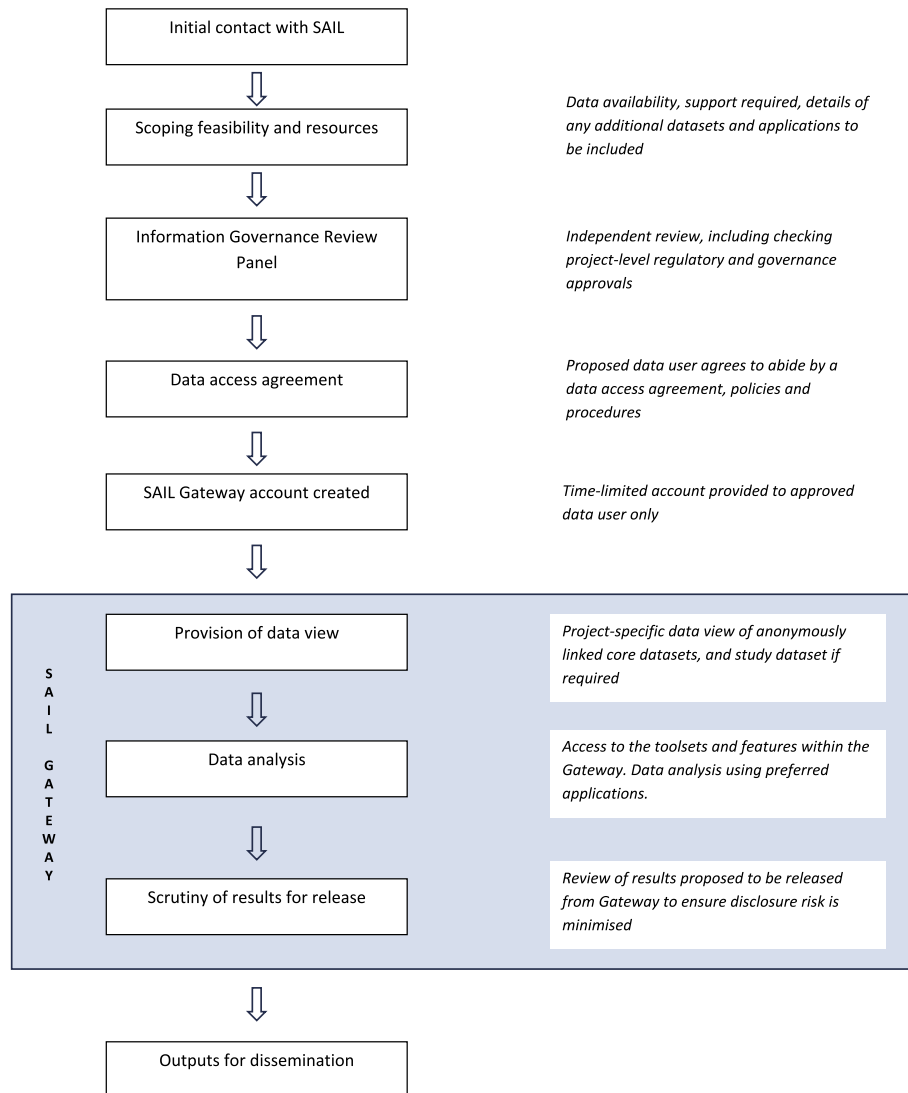 Initial contact with SAIL
Scoping feasibility and resources
Data availability, support required, details of
any additional datasets and applications to
be included
Information Governance Review
Panel
Independent review, including checking
project-level regulatory and governance
approvals
Data access agreement
Proposed data user agrees to abide by a
data access agreement, policies and
procedures
SAIL Gateway account created
Time-limited account provided to approved
data user only
SAIL GATEWAY
Provision of data view
Project-specific data view of anonymously
linked core datasets, and study dataset if
required
Data analysis
Access to the toolsets and features within the
Gateway. Data analysis using preferred
applications.
Scrutiny of results for release
Review of results proposed to be released
from Gateway to ensure disclosure risk is
minimised
Outputs for dissemination